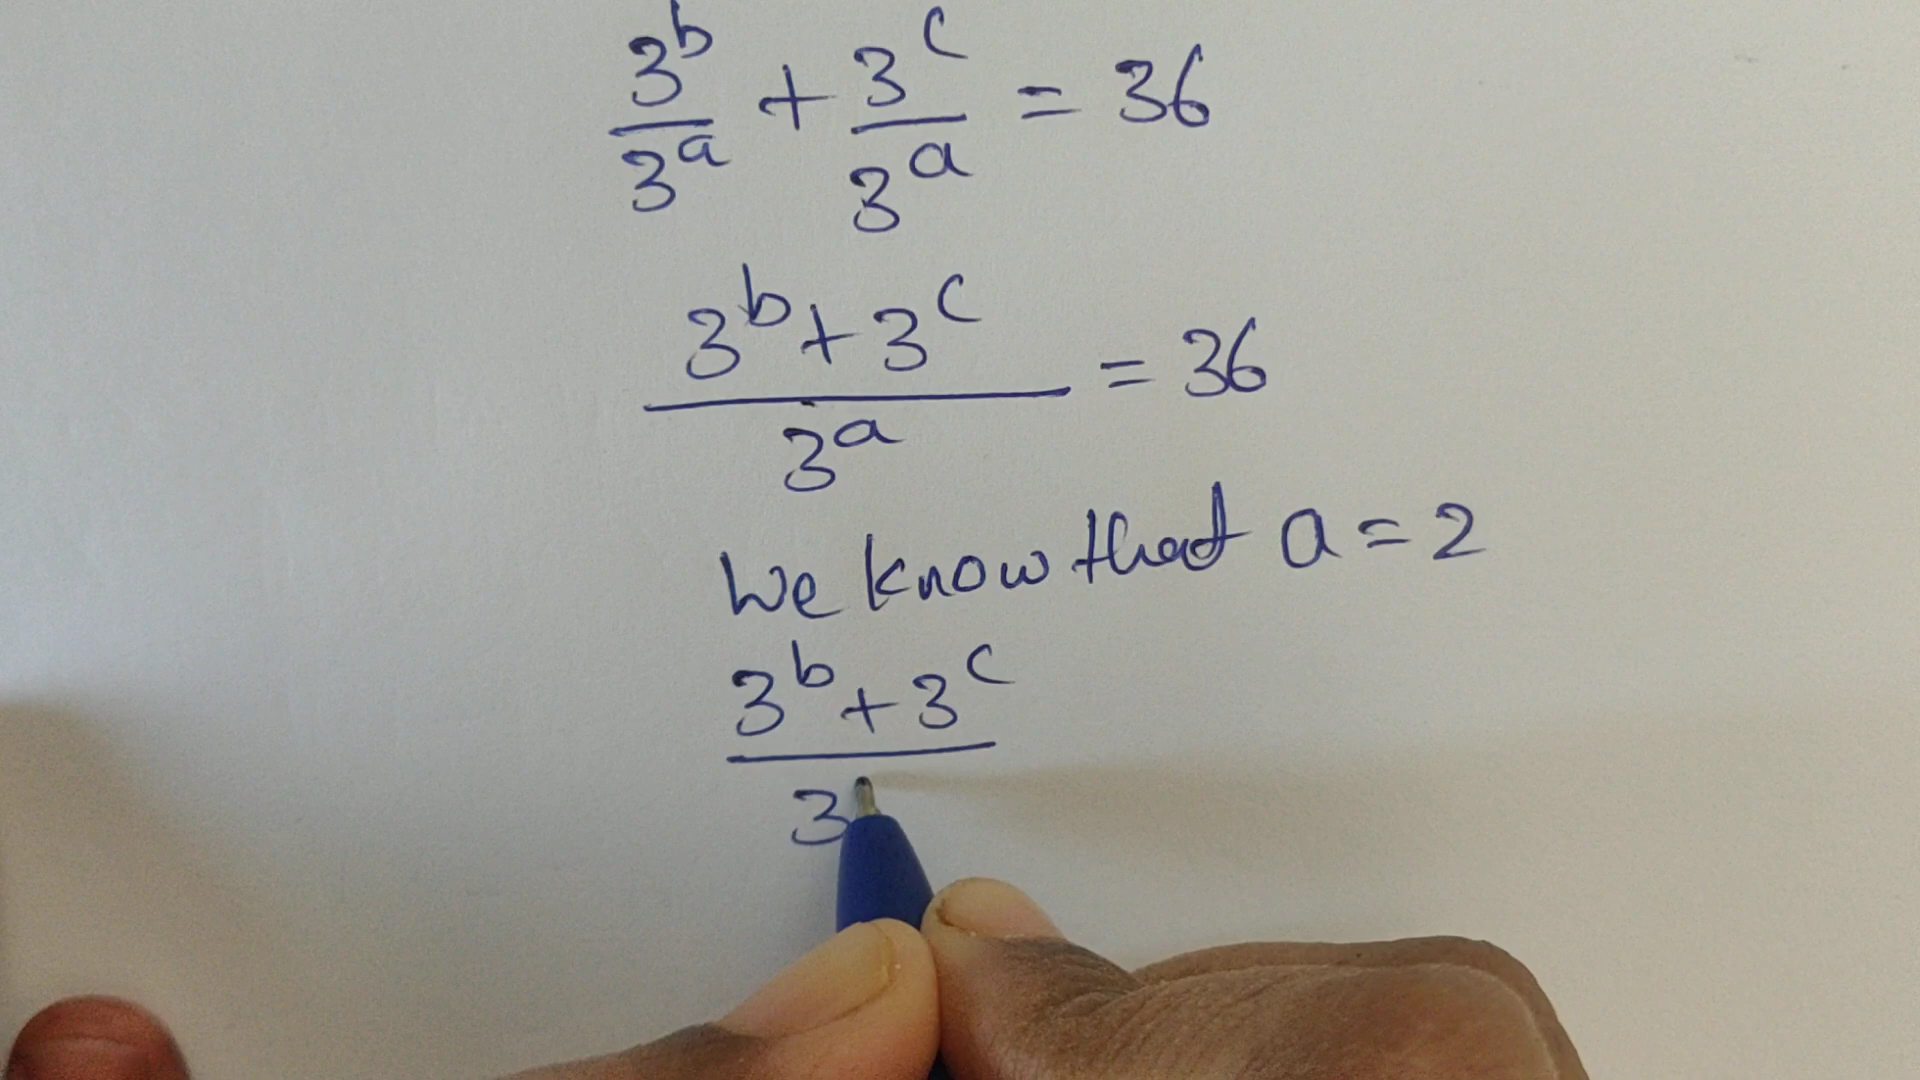 3^b/3^a + 3^c/3^a = 36
(3^b + 3^c)/3^a = 36
We know that a = 2
(3^b + 3^c)/3